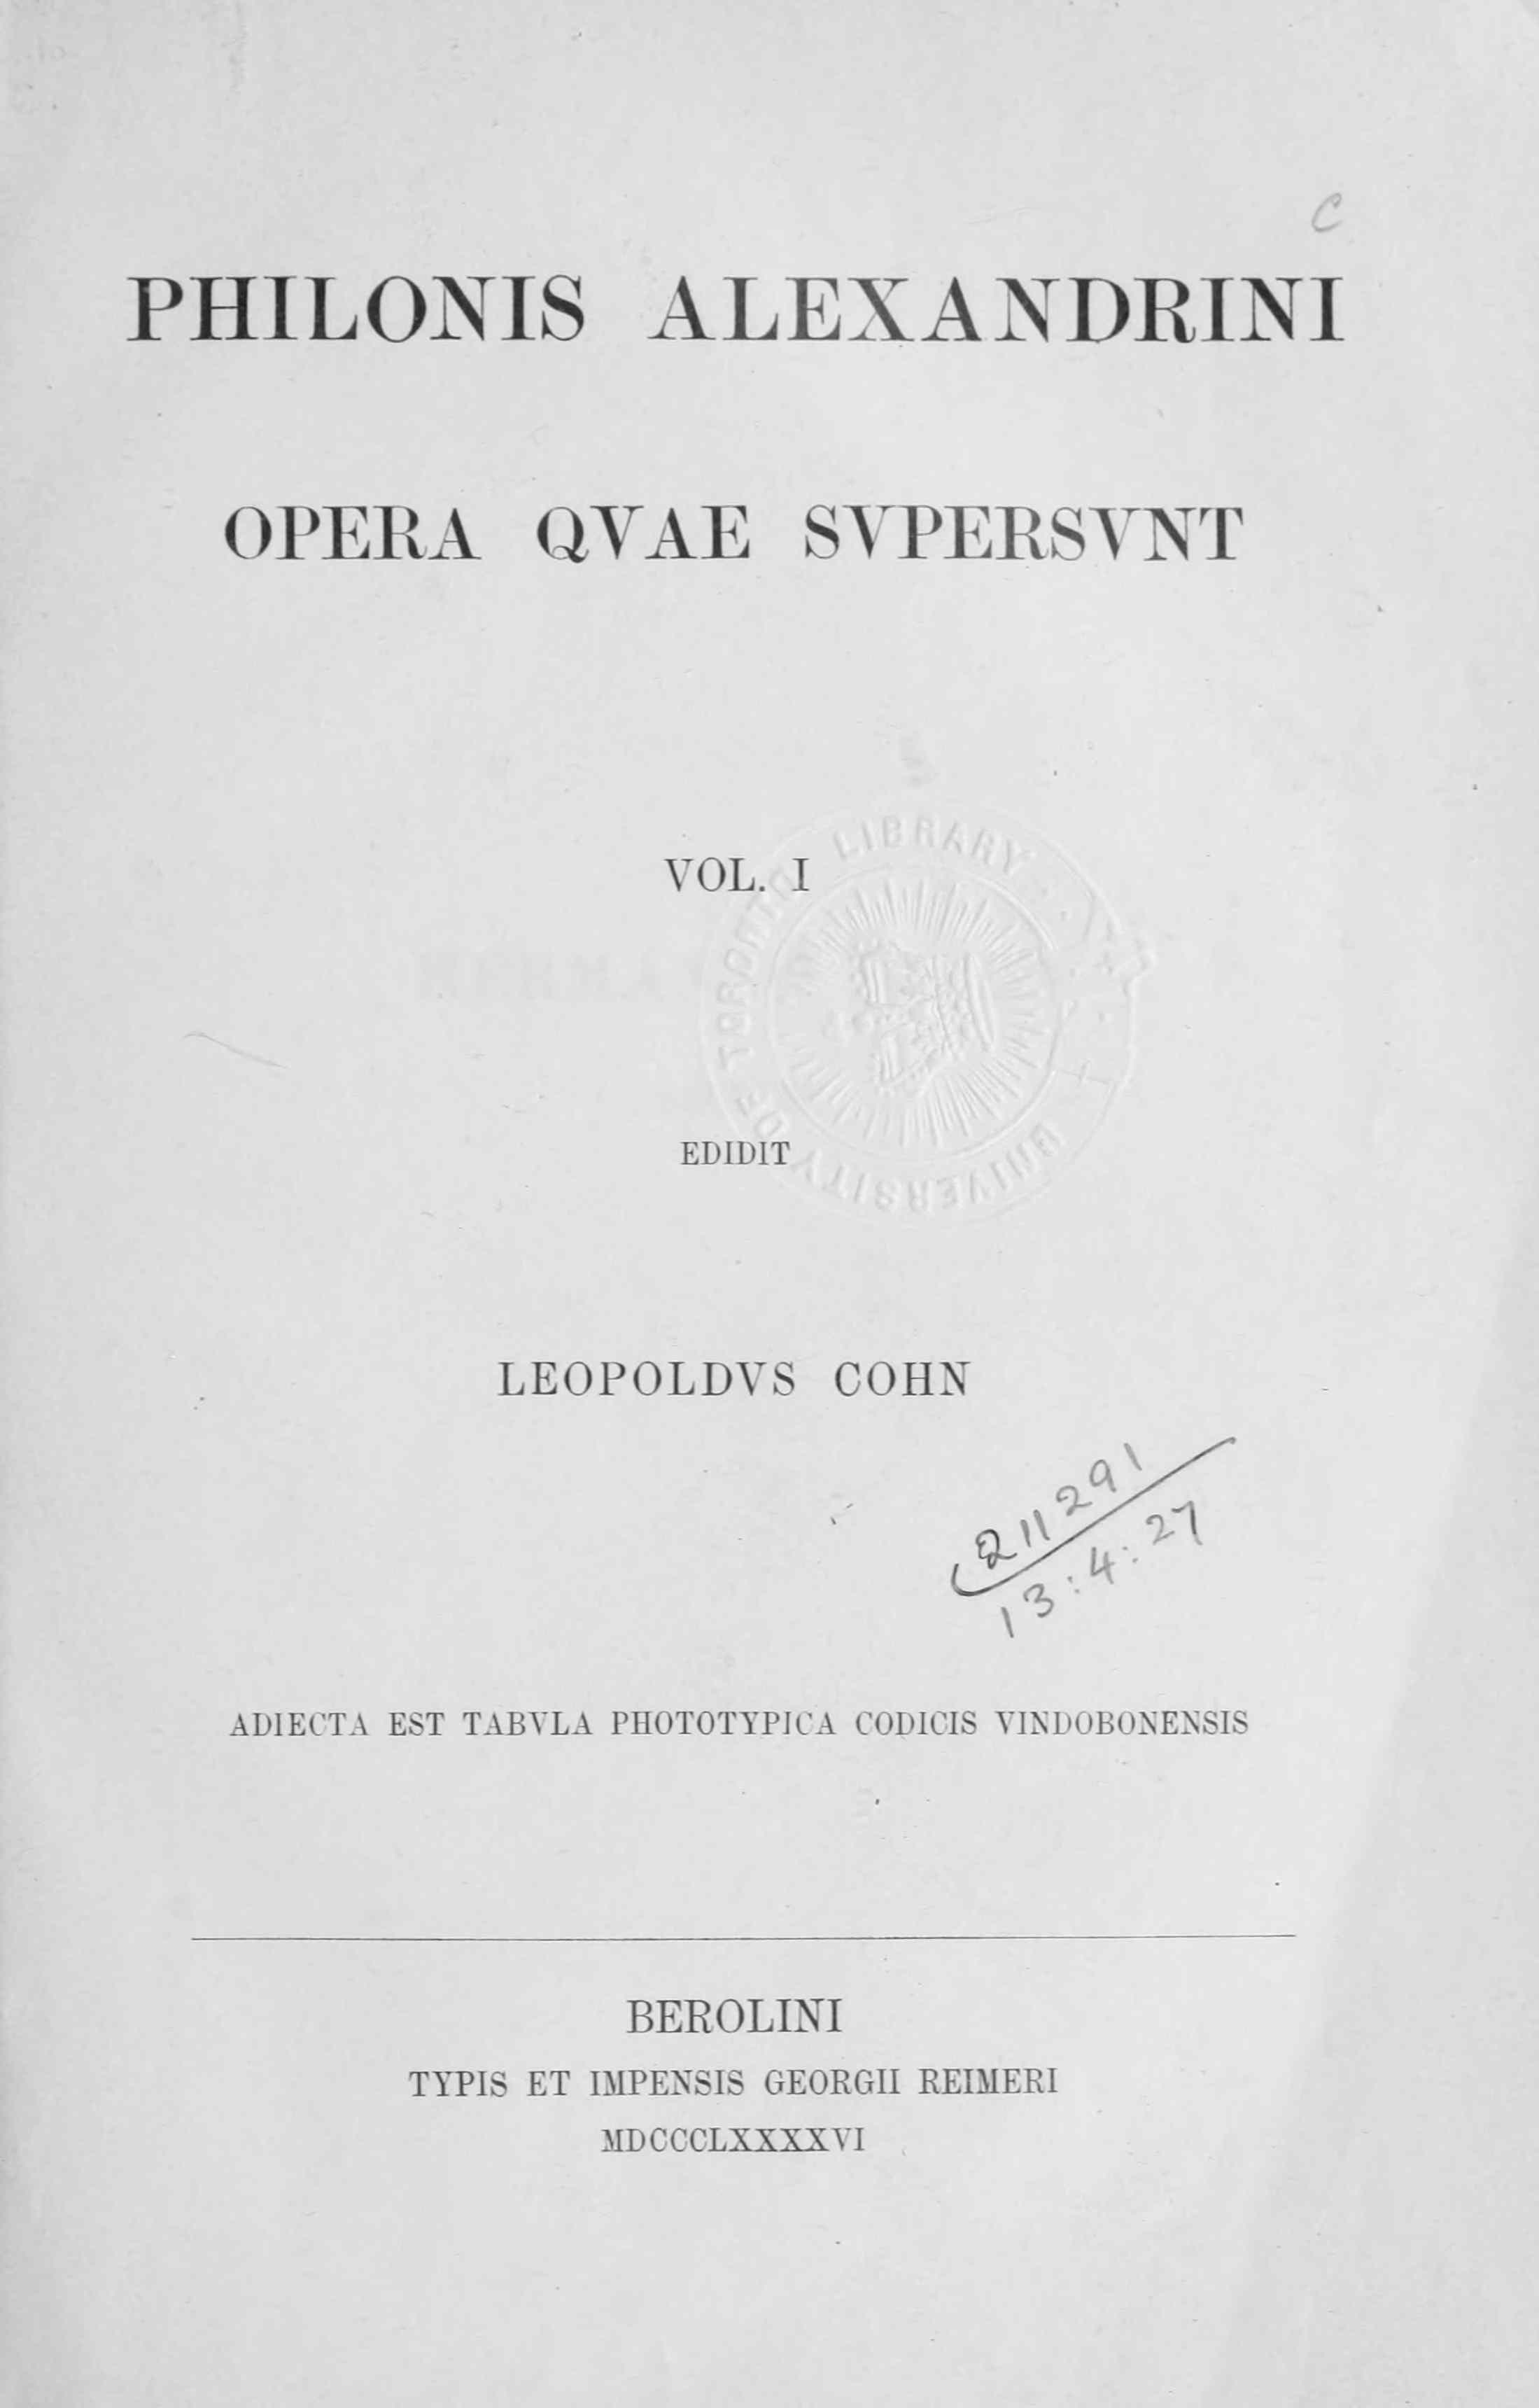 C
PHILONIS ALEXANDRINI
OPERA QVAE SVPERSVNT
VOL. I
LIBRARY
UNIVERSITY OF TORONTO
EDIDIT
LEOPOLDVS COHN
211291
13:4:27
ADIECTA EST TABVLA PHOTOTYPICA CODICIS VINDOBONENSIS
BEROLINI
TYPIS ET IMPENSIS GEORGII REIMERI
MDCCCLXXXXVI